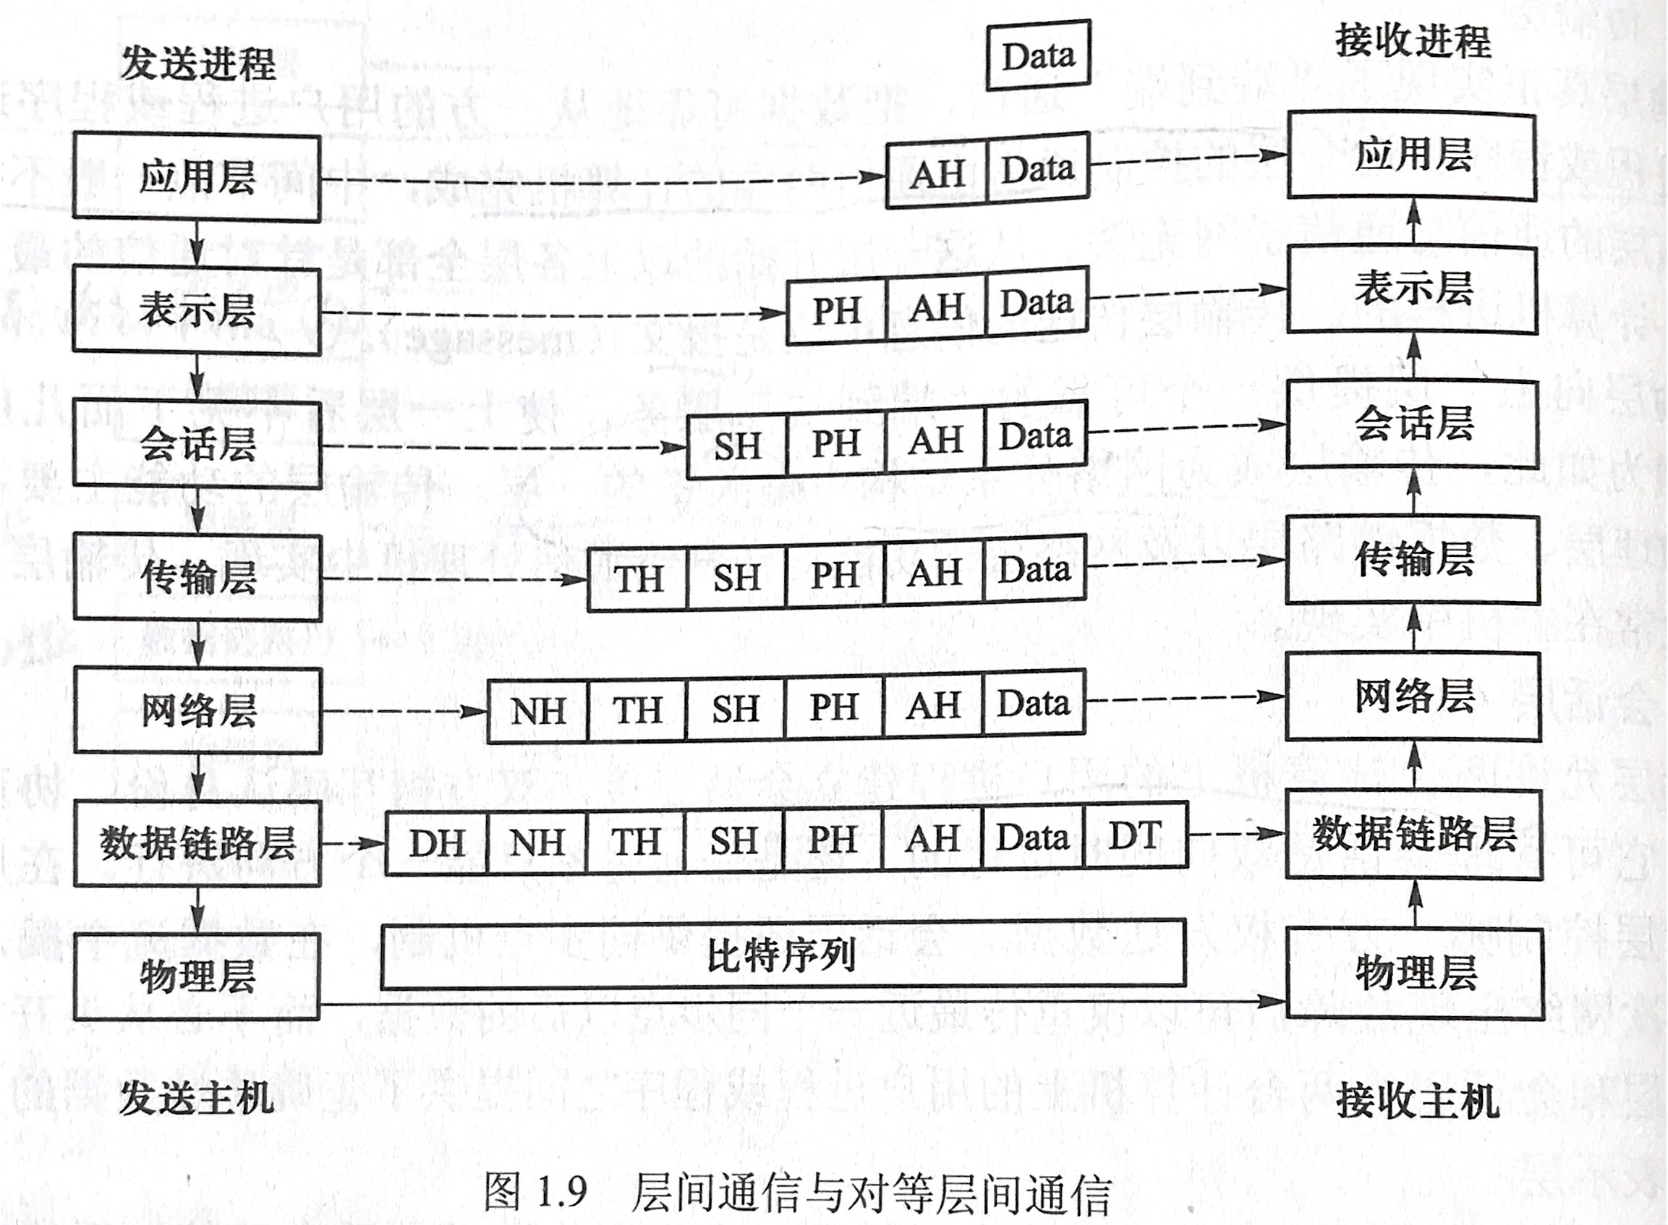 发送进程
Data
接收进程
应用层
AH Data
应用层
表示层
PH AH Data
表示层
会话层
SH PH AH Data
会话层
传输层
TH SH PH AH Data
传输层
网络层
NH TH SH PH AH Data
网络层
数据链路层
DH NH TH SH PH AH Data DT
数据链路层
物理层
比特序列
物理层
发送主机
接收主机
图 1.9 层间通信与对等层间通信